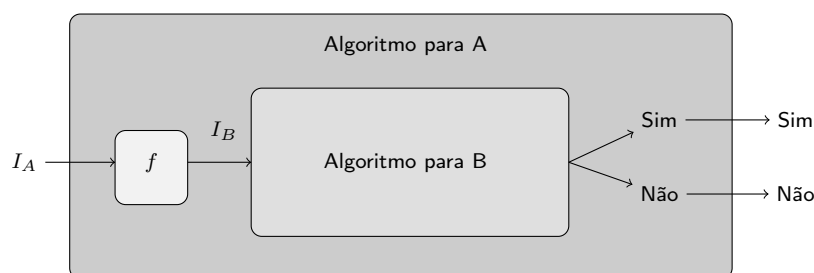 Algoritmo para A
I_A
f
I_B
Algoritmo para B
Sim
Sim
Não
Não